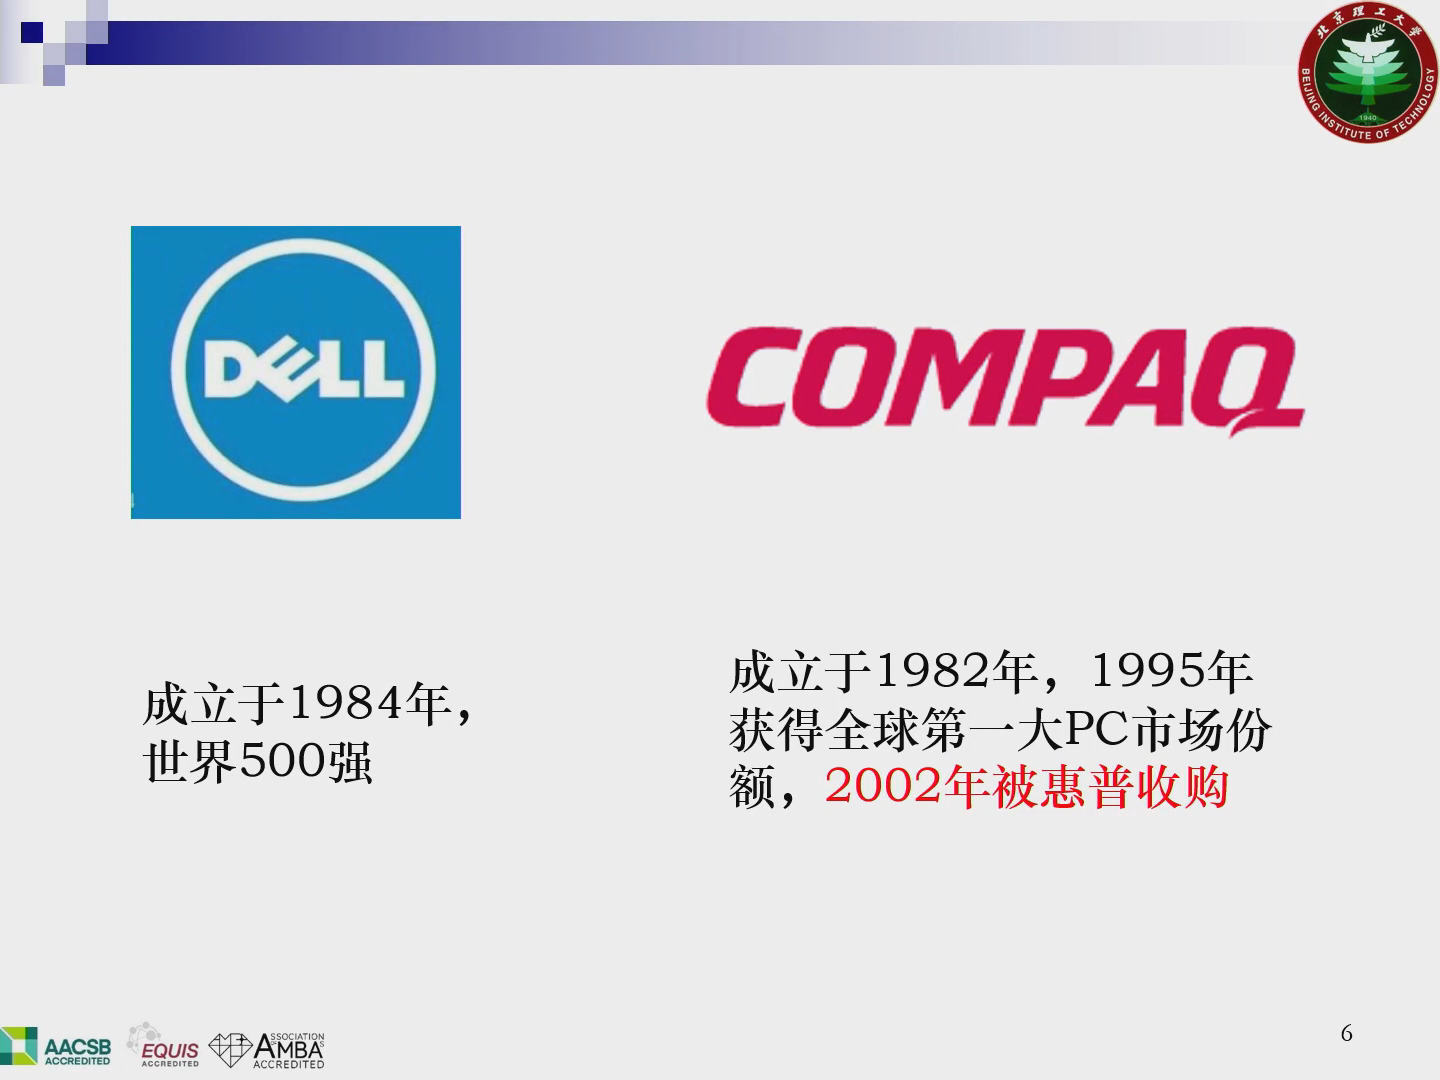 北京理工大学
BEIJING INSTITUTE OF TECHNOLOGY
1940
DELL
COMPAQ
成立于1984年，
世界500强
成立于1982年，1995年
获得全球第一大PC市场份
额，2002年被惠普收购
AACSB
ACCREDITED
EQUIS
ACCREDITED
ASSOCIATION
OF
AMBAS
ACCREDITED
6